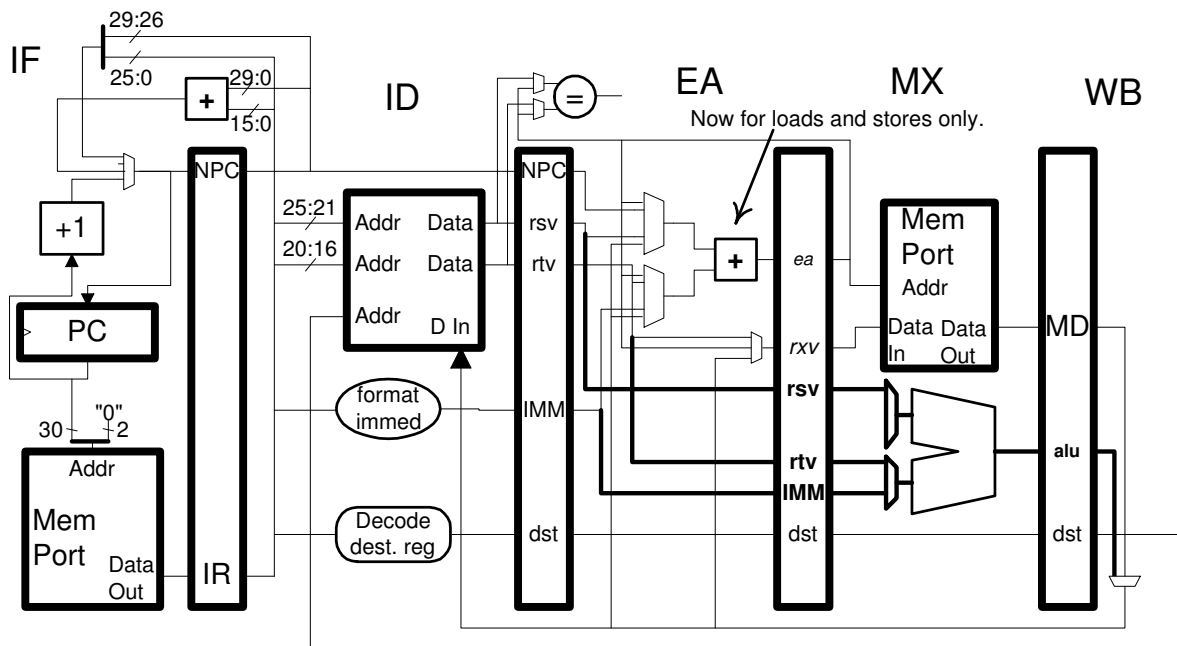 IF
29:26
25:0
29:0
15:0
+
ID
=
EA
MX
WB
Now for loads and stores only.
NPC
NPC
+1
25:21
20:16
Addr
Data
Addr
Data
Addr
D In
rsv
rtv
+
ea
Mem
Port
Addr
Data
In
Data
Out
MD
PC
rxv
rsv
format
immed
IMM
30
"0"
2
Addr
rtv
IMM
alu
Mem
Port
Data
Out
IR
Decode
dest. reg
dst
dst
dst